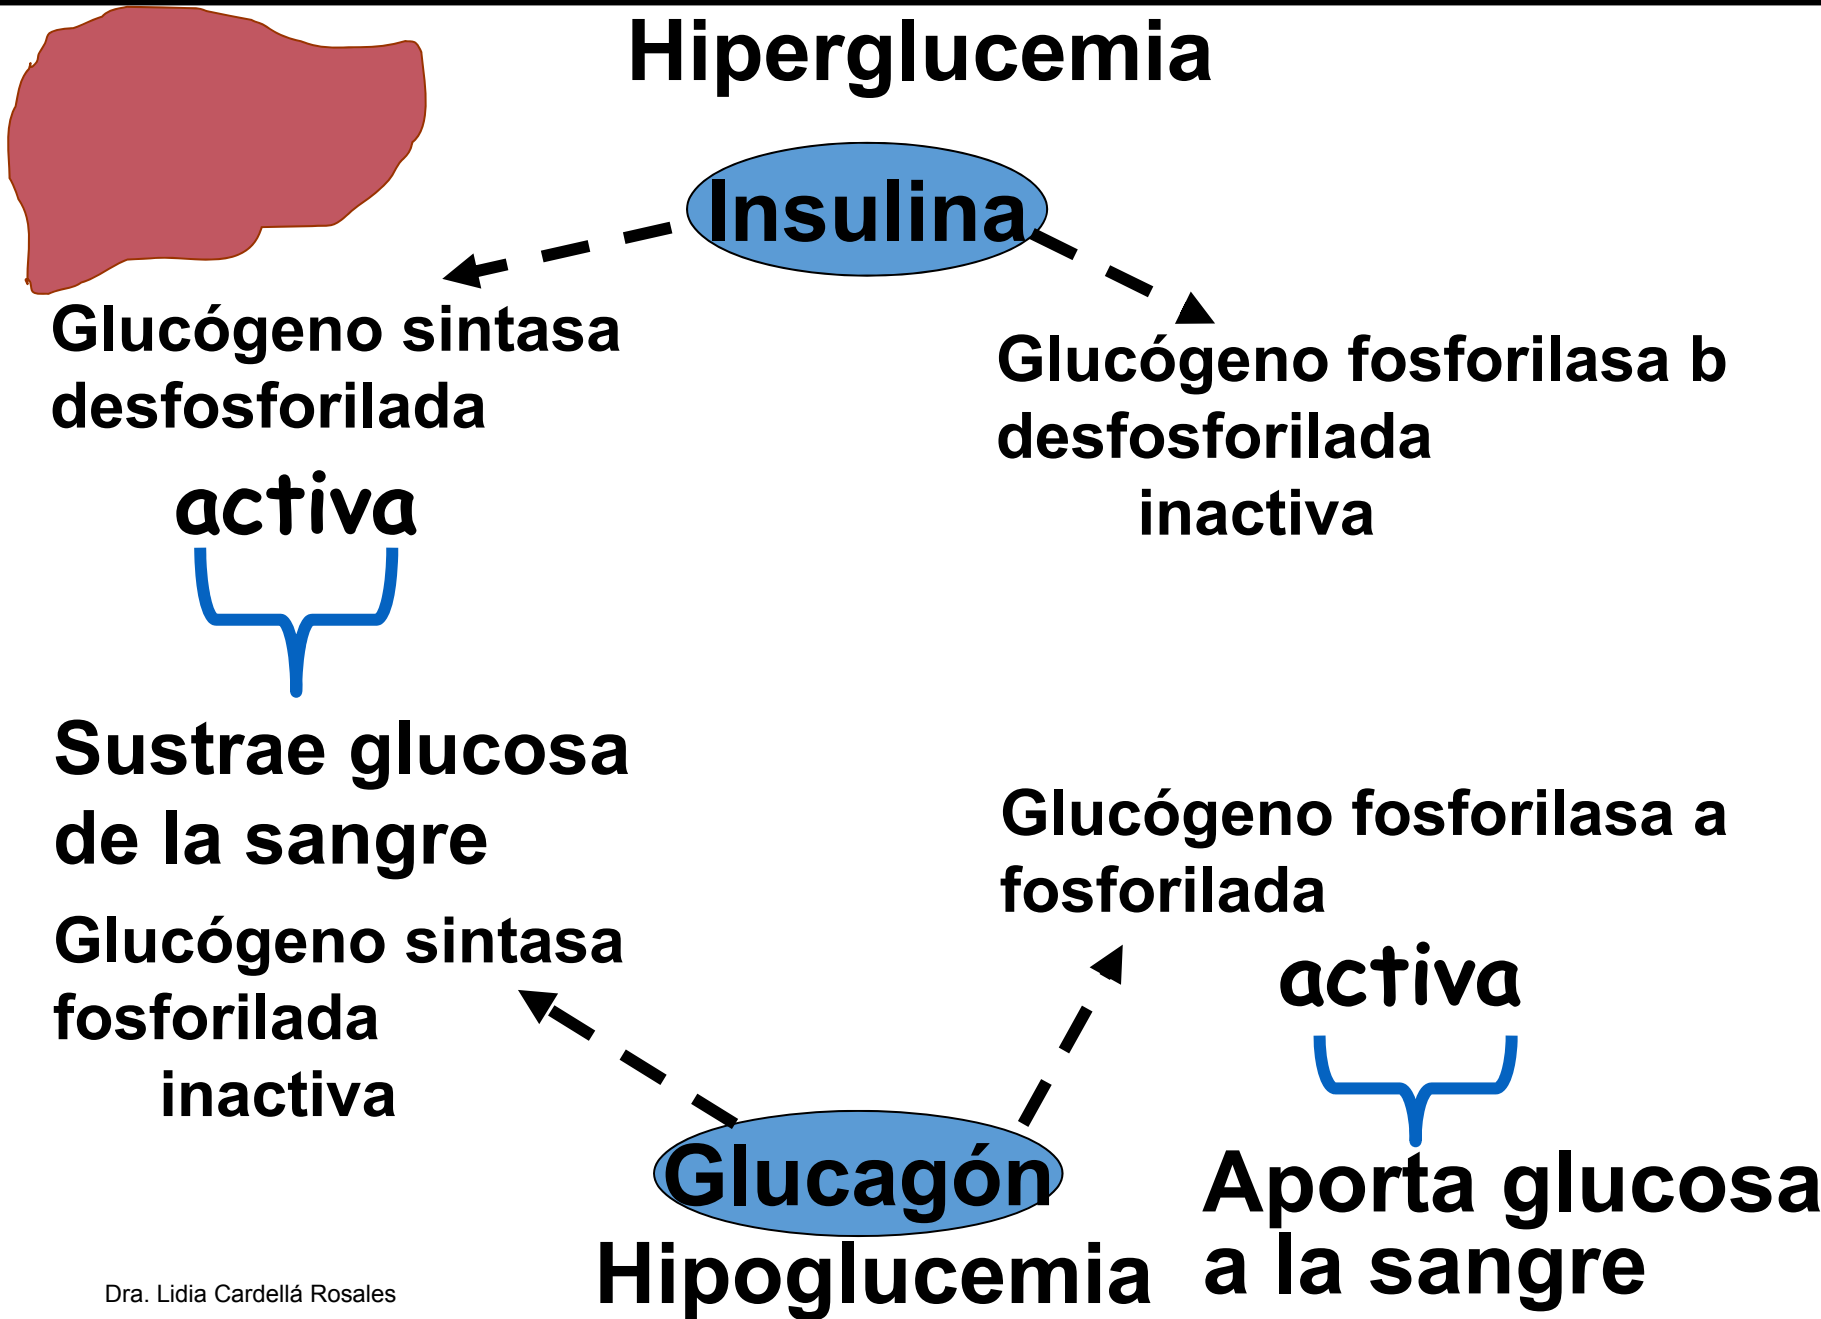 Hiperglucemia
Insulina
Glucógeno sintasa
desfosforilada
activa
Glucógeno fosforilasa b
desfosforilada
inactiva
Sustrae glucosa
de la sangre
Glucógeno sintasa
fosforilada
inactiva
Glucógeno fosforilasa a
fosforilada
activa
Glucagón
Hipoglucemia
Aporta glucosa
a la sangre
Dra. Lidia Cardellá Rosales